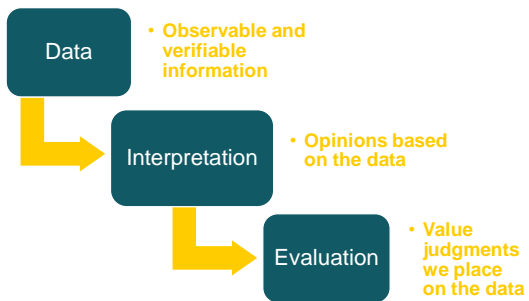 Data
• Observable and
verifiable
information
Interpretation
• Opinions based
on the data
Evaluation
• Value
judgments
we place
on the data